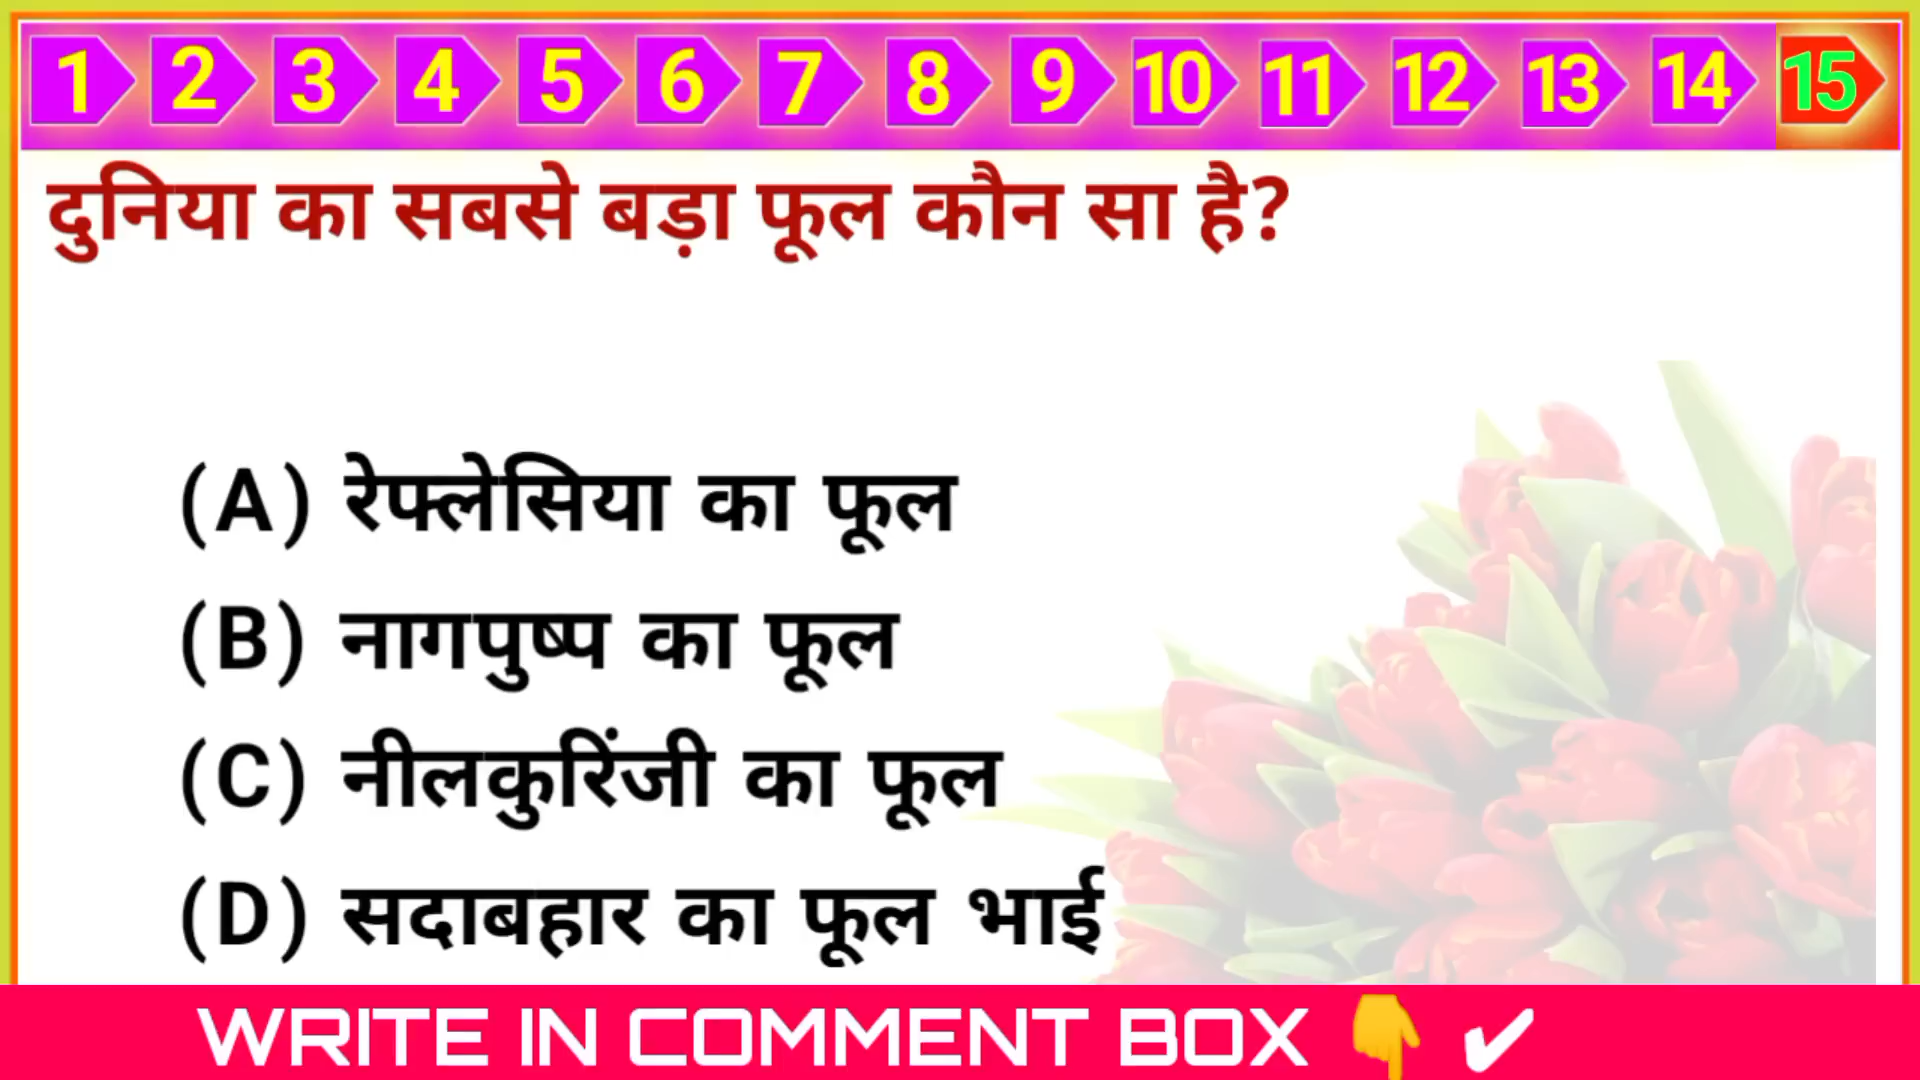 1 2 3 4 5 6 7 8 9 10 11 12 13 14 15
दुनिया का सबसे बड़ा फूल कौन सा है?
(A) रेफ्लेसिया का फूल
(B) नागपुष्प का फूल
(C) नीलकुरिंजी का फूल
(D) सदाबहार का फूल भाई
WRITE IN COMMENT BOX 👇 ✔